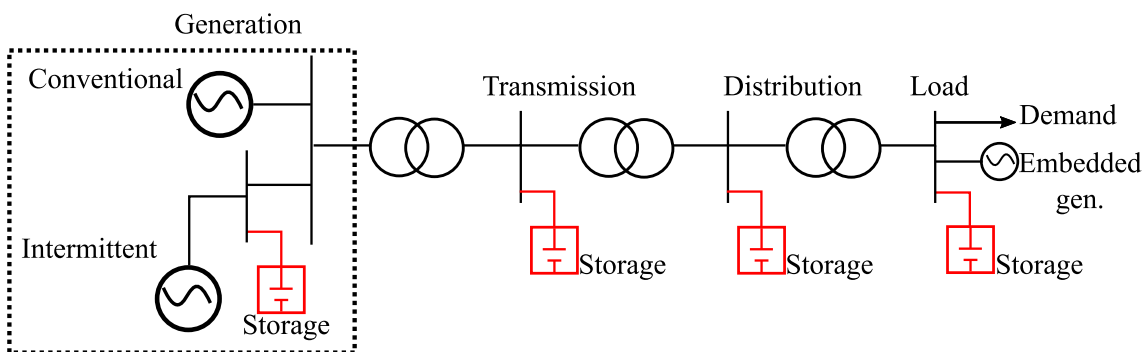 Generation
Conventional
Transmission
Distribution
Load
Demand
Embedded
gen.
Intermittent
Storage
Storage
Storage
Storage